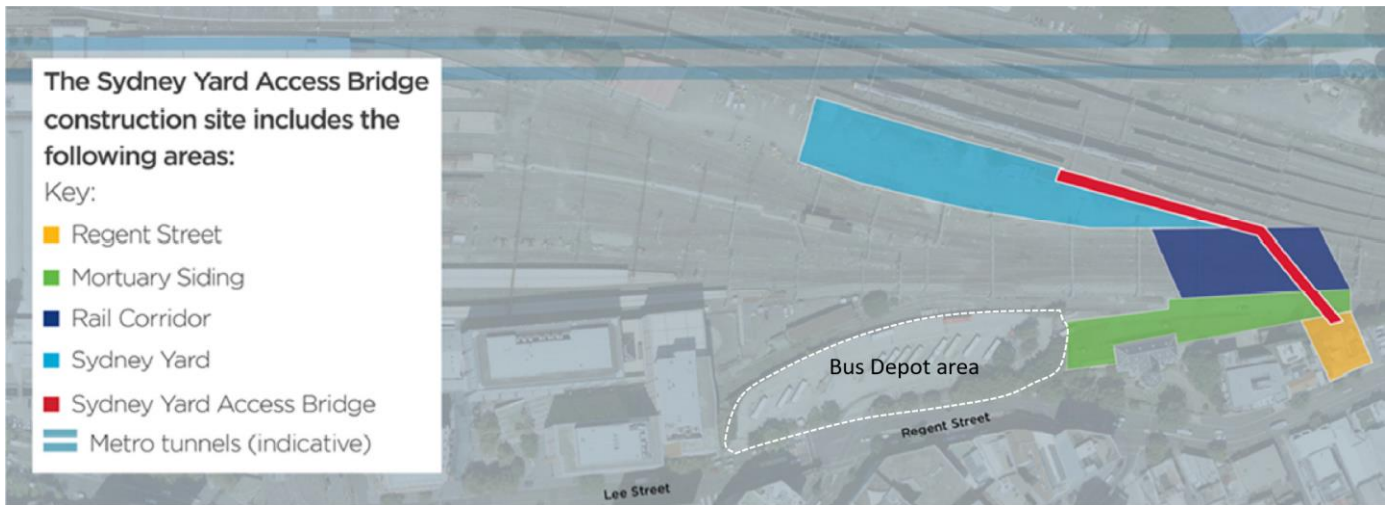 The Sydney Yard Access Bridge
construction site includes the
following areas:
Key:
Regent Street
Mortuary Siding
Rail Corridor
Sydney Yard
Sydney Yard Access Bridge
Metro tunnels (indicative)
Bus Depot area
Regent Street
Lee Street